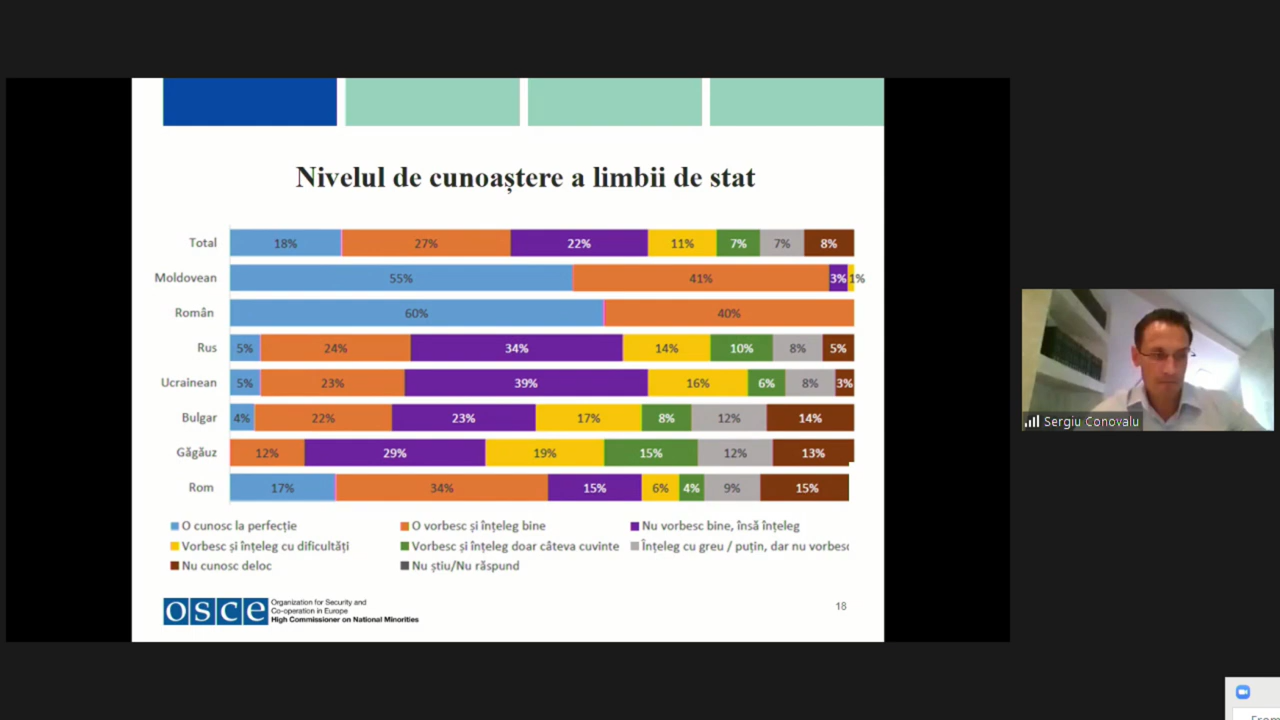 Nivelul de cunoaștere a limbii de stat
Total 18% 27% 22% 11% 7% 7% 8%
Moldovean 55% 41% 3% 1%
Român 60% 40%
Rus 5% 24% 34% 14% 10% 8% 5%
Ucrainean 5% 23% 39% 16% 6% 8% 3%
Bulgar 4% 22% 23% 17% 8% 12% 14%
Găgăuz 12% 29% 19% 15% 12% 13%
Rom 17% 34% 15% 6% 4% 9% 15%
O cunosc la perfecție O vorbesc și înțeleg bine Nu vorbesc bine, însă înțeleg
Vorbesc și înțeleg cu dificultăți Vorbesc și înțeleg doar câteva cuvinte Înțeleg cu greu / puțin, dar nu vorbesc
Nu cunosc deloc Nu știu/Nu răspund
osce
Organization for Security and
Co-operation in Europe
High Commissioner on National Minorities
18
Sergiu Conovalu